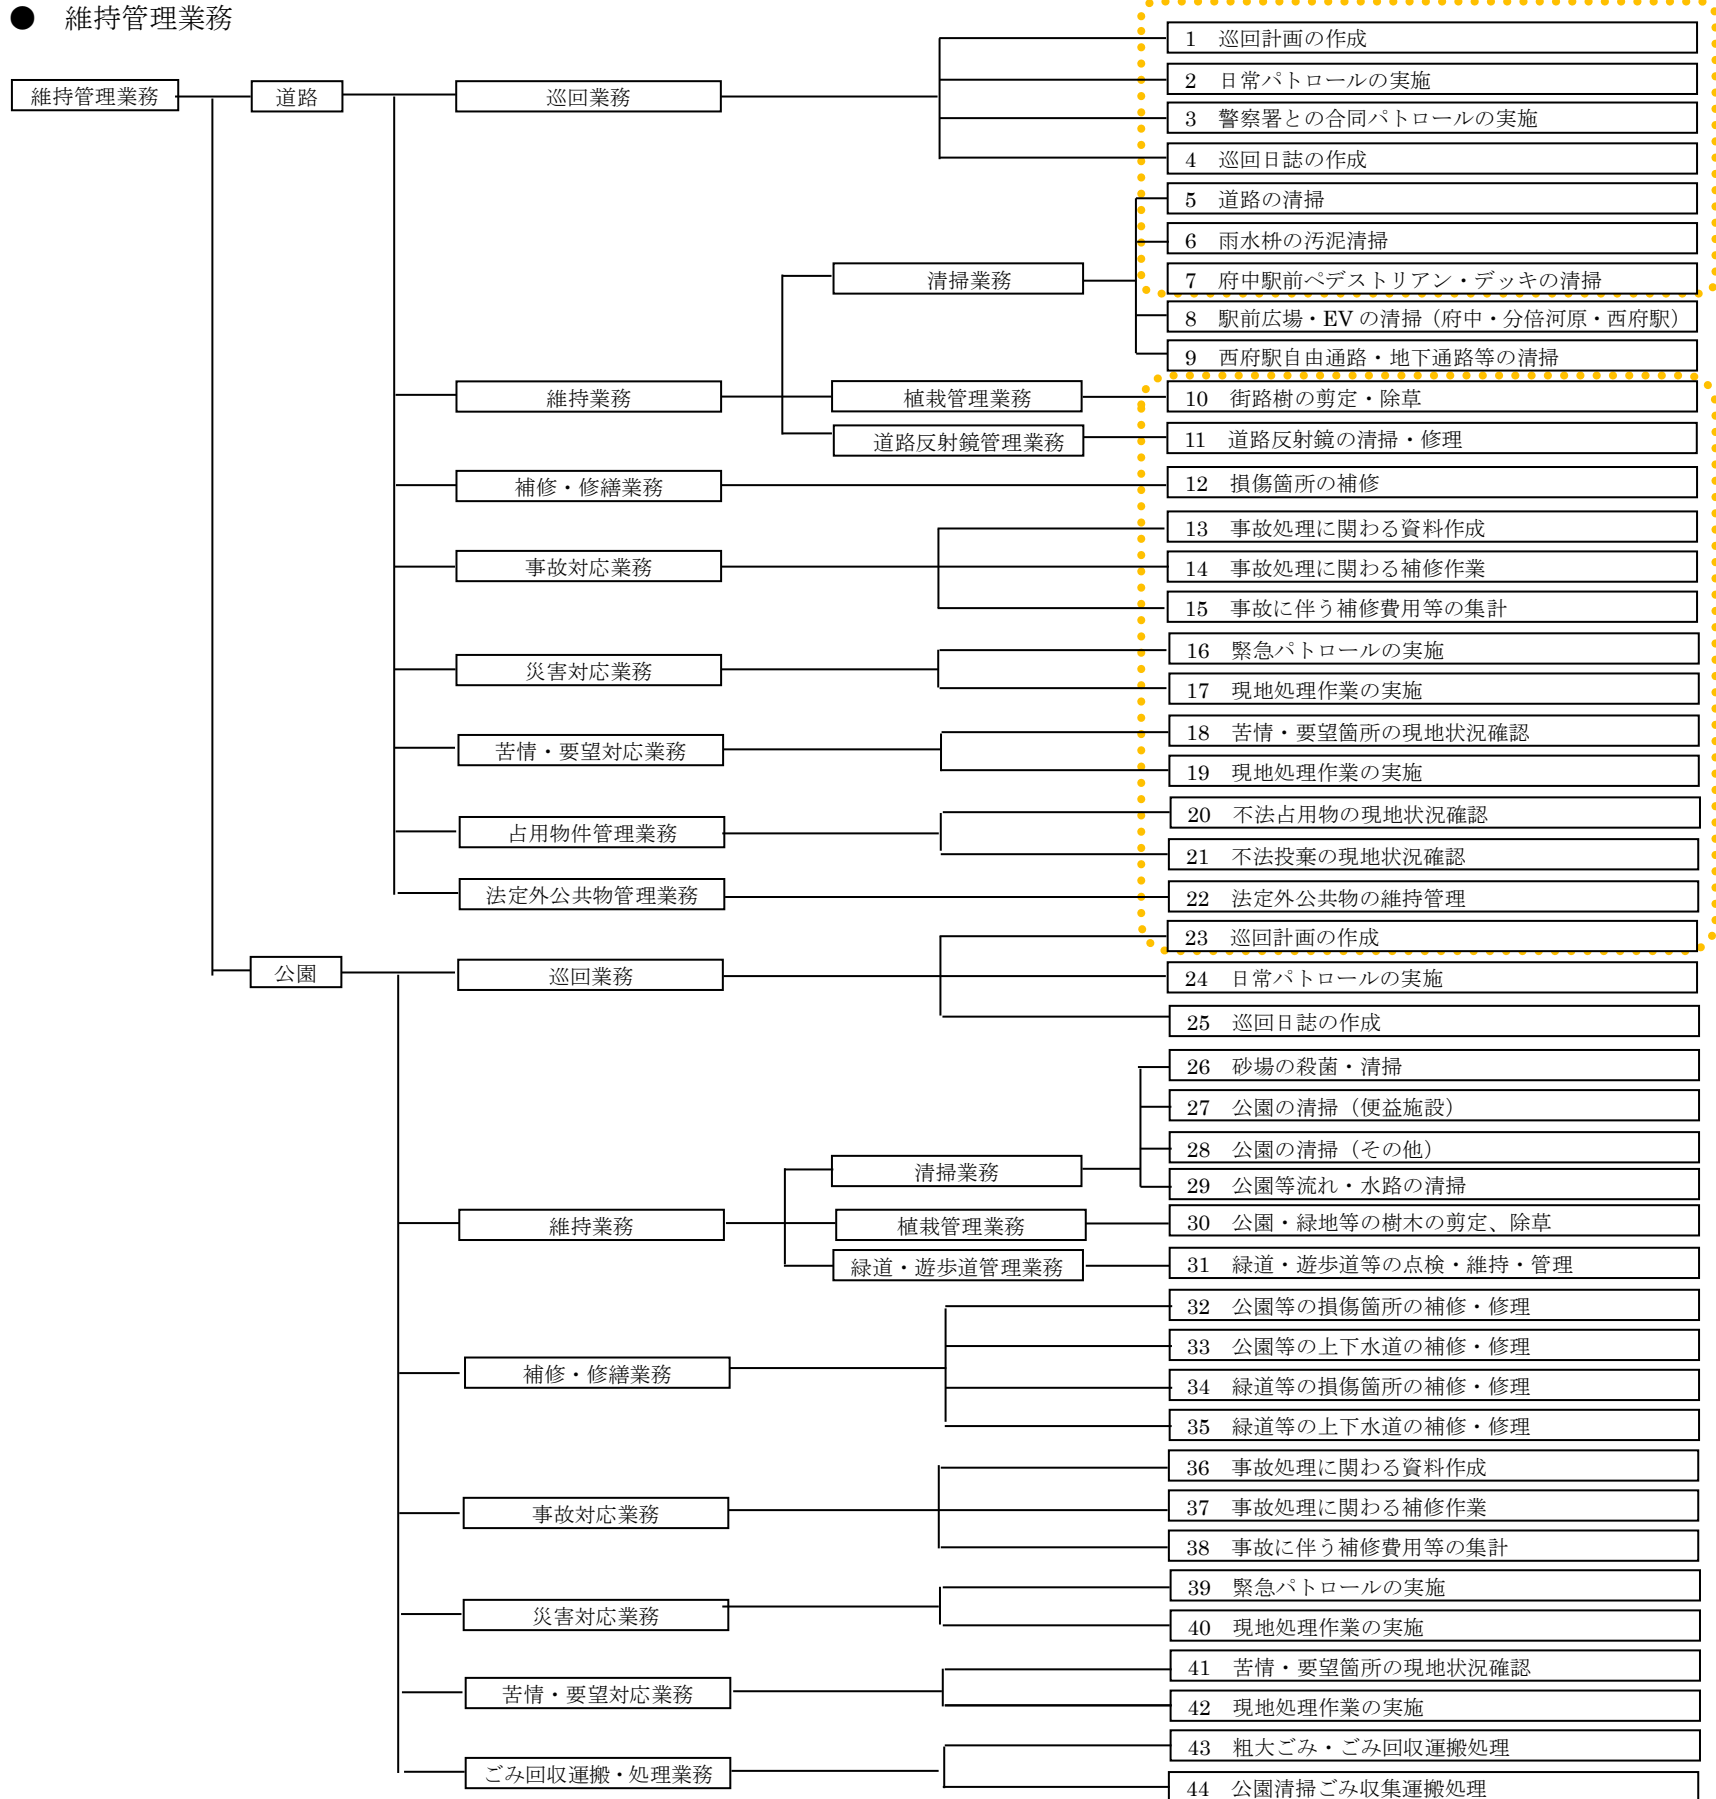 ● 維持管理業務
維持管理業務
道路
巡回業務
1 巡回計画の作成
2 日常パトロールの実施
3 警察署との合同パトロールの実施
4 巡回日誌の作成
維持業務
清掃業務
5 道路の清掃
6 雨水枡の汚泥清掃
7 府中駅前ペデストリアン・デッキの清掃
8 駅前広場・EV の清掃（府中・分倍河原・西府駅）
9 西府駅自由通路・地下通路等の清掃
植栽管理業務
10 街路樹の剪定・除草
道路反射鏡管理業務
11 道路反射鏡の清掃・修理
補修・修繕業務
12 損傷箇所の補修
事故対応業務
13 事故処理に関わる資料作成
14 事故処理に関わる補修作業
15 事故に伴う補修費用等の集計
災害対応業務
16 緊急パトロールの実施
17 現地処理作業の実施
苦情・要望対応業務
18 苦情・要望箇所の現地状況確認
19 現地処理作業の実施
占用物件管理業務
20 不法占用物の現地状況確認
21 不法投棄の現地状況確認
法定外公共物管理業務
22 法定外公共物の維持管理
公園
巡回業務
23 巡回計画の作成
24 日常パトロールの実施
25 巡回日誌の作成
維持業務
清掃業務
26 砂場の殺菌・清掃
27 公園の清掃（便益施設）
28 公園の清掃（その他）
29 公園等流れ・水路の清掃
植栽管理業務
30 公園・緑地等の樹木の剪定、除草
緑道・遊歩道管理業務
31 緑道・遊歩道等の点検・維持・管理
補修・修繕業務
32 公園等の損傷箇所の補修・修理
33 公園等の上下水道の補修・修理
34 緑道等の損傷箇所の補修・修理
35 緑道等の上下水道の補修・修理
事故対応業務
36 事故処理に関わる資料作成
37 事故処理に関わる補修作業
38 事故に伴う補修費用等の集計
災害対応業務
39 緊急パトロールの実施
40 現地処理作業の実施
苦情・要望対応業務
41 苦情・要望箇所の現地状況確認
42 現地処理作業の実施
ごみ回収運搬・処理業務
43 粗大ごみ・ごみ回収運搬処理
44 公園清掃ごみ収集運搬処理